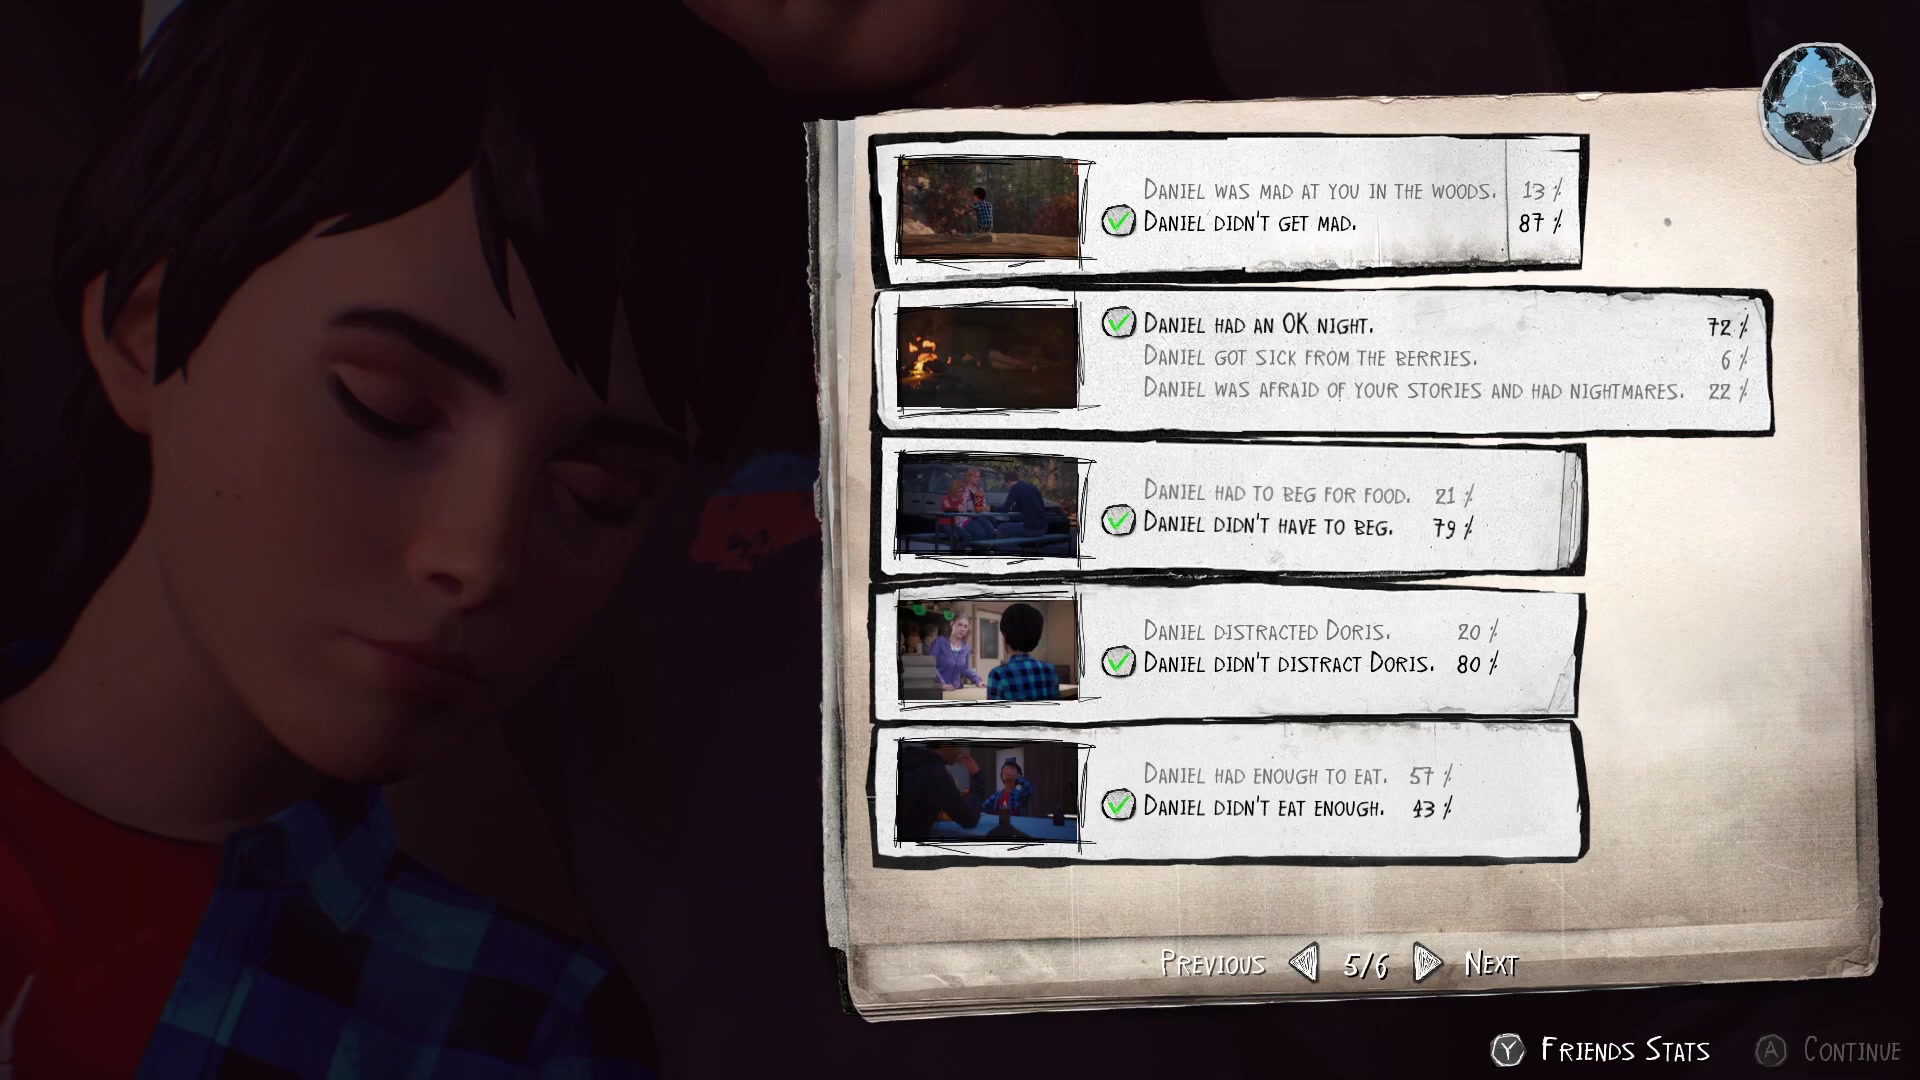 Daniel was mad at you in the woods. 13 %
Daniel didn't get mad. 87 %
Daniel had an OK night. 72 %
Daniel got sick from the berries. 6 %
Daniel was afraid of your stories and had nightmares. 22 %
Daniel had to beg for food. 21 %
Daniel didn't have to beg. 79 %
Daniel distracted Doris. 20 %
Daniel didn't distract Doris. 80 %
Daniel had enough to eat. 57 %
Daniel didn't eat enough. 43 %
Previous 5/6 Next
Y Friends Stats A Continue